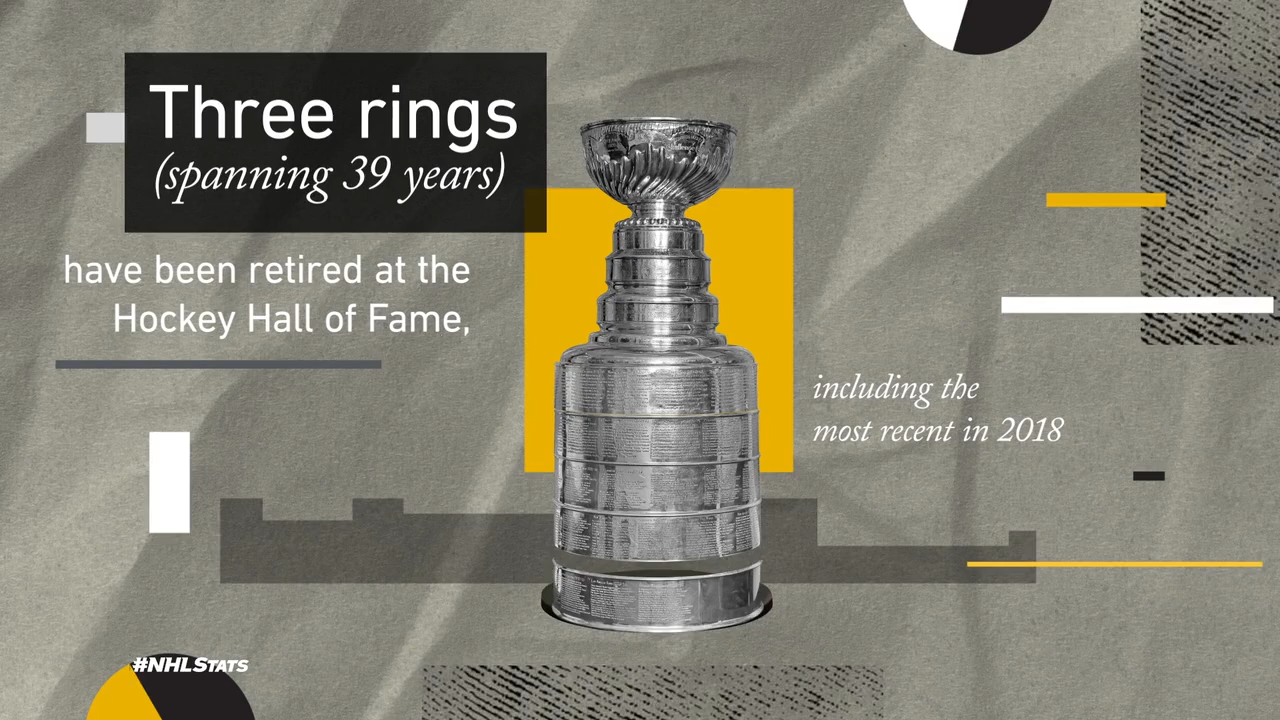 Three rings
(spanning 39 years)
have been retired at the
Hockey Hall of Fame,
including the
most recent in 2018
#NHLStats